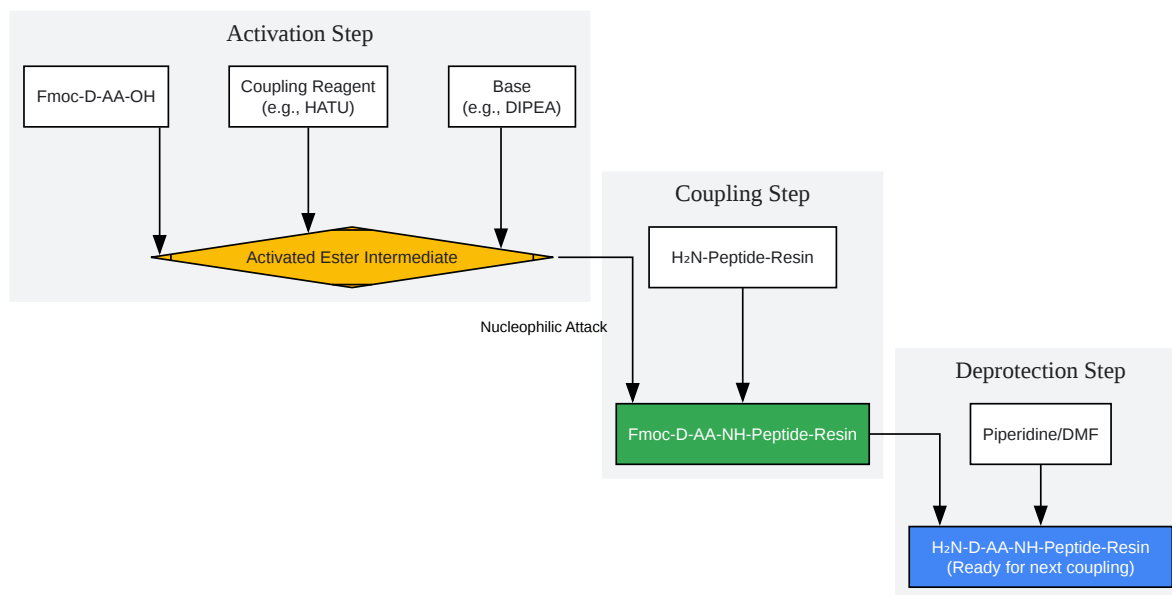 Activation Step
Fmoc-D-AA-OH
Coupling Reagent
(e.g., HATU)
Base
(e.g., DIPEA)
Activated Ester Intermediate
Nucleophilic Attack
Coupling Step
H₂N-Peptide-Resin
Fmoc-D-AA-NH-Peptide-Resin
Deprotection Step
Piperidine/DMF
H₂N-D-AA-NH-Peptide-Resin
(Ready for next coupling)